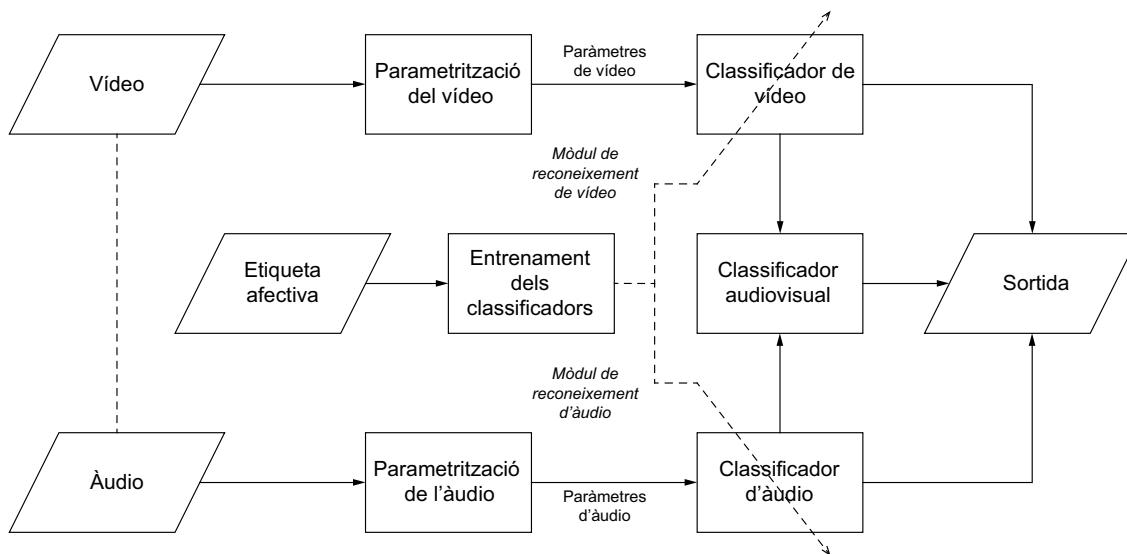 Vídeo
Parametrització
del vídeo
Paràmetres
de vídeo
Classificador de
vídeo
Mòdul de
reconeixement
de vídeo
Etiqueta
afectiva
Entrenament
dels
classificadors
Classificador
audiovisual
Sortida
Mòdul de
reconeixement
d'àudio
Àudio
Parametrització
de l'àudio
Paràmetres
d'àudio
Classificador
d'àudio